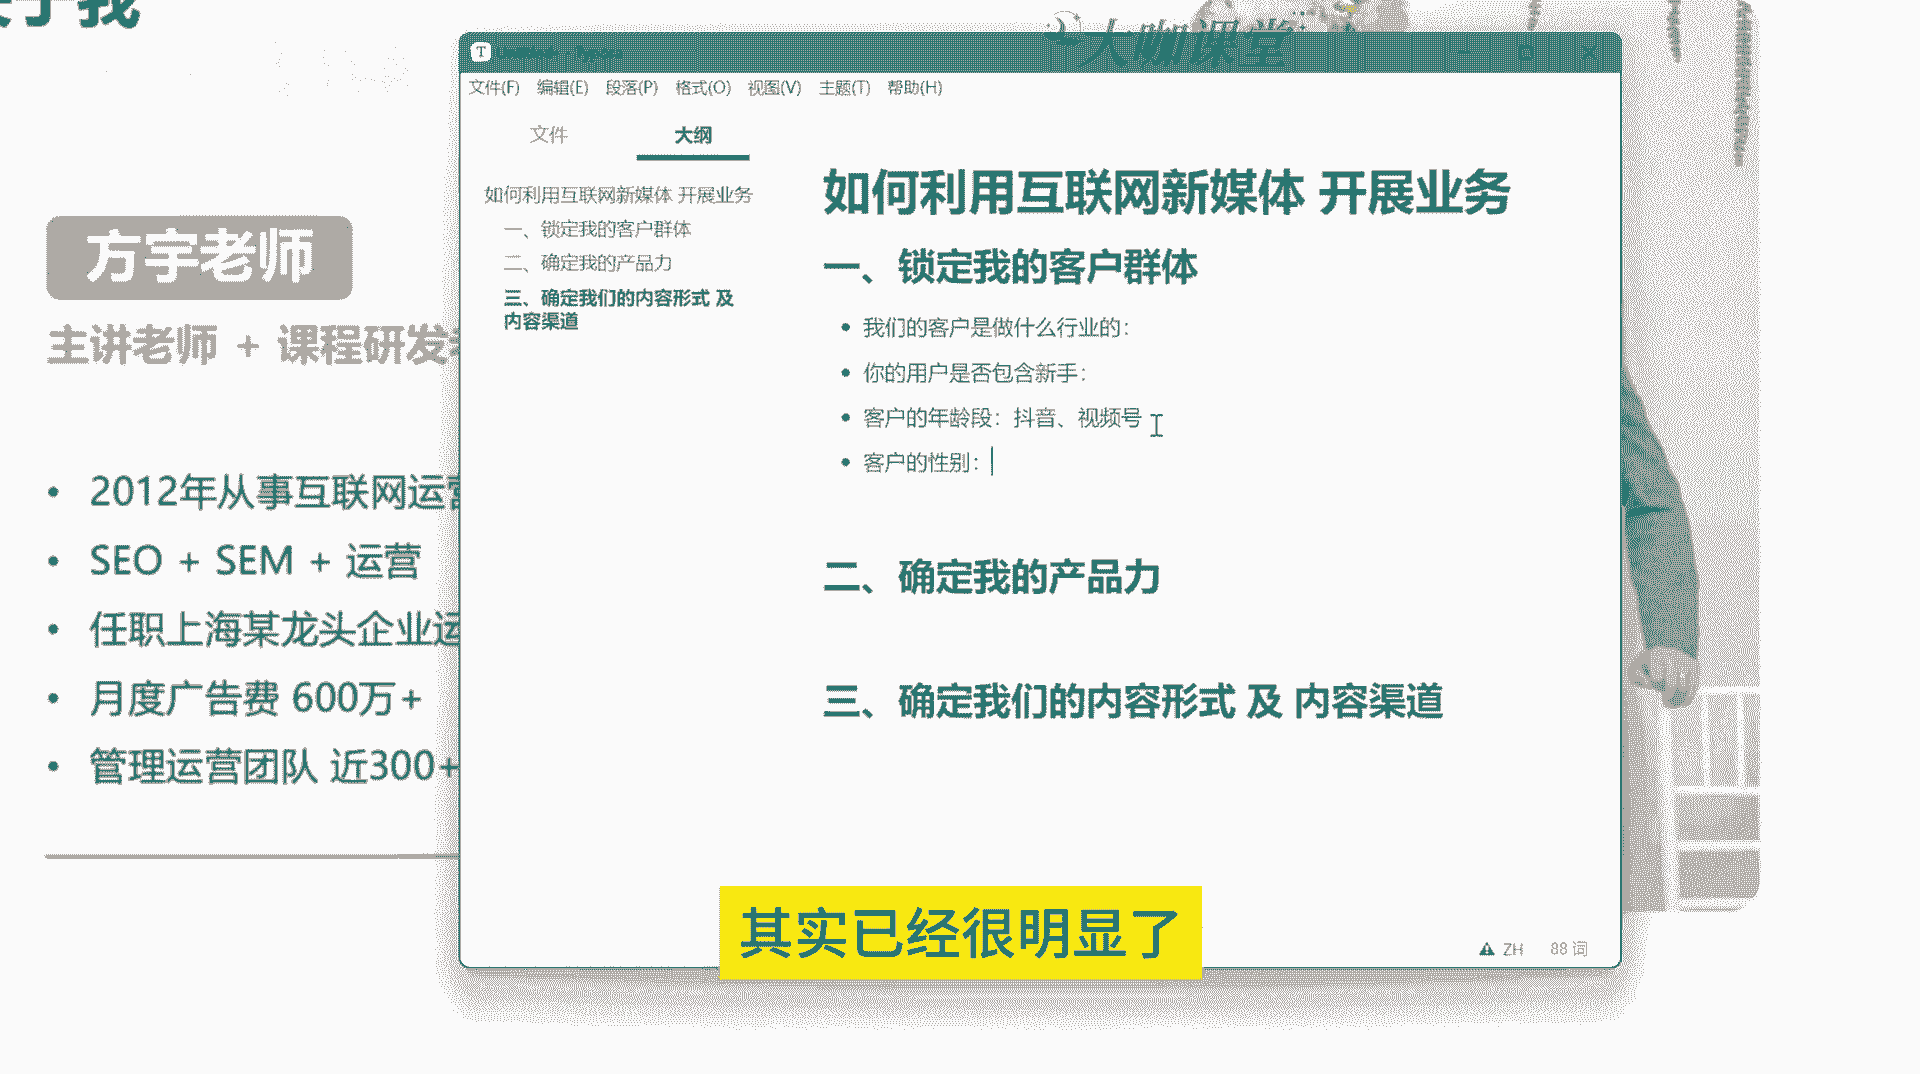 大咖课堂
方宇老师
主讲老师 + 课程研发
• 2012年从事互联网运营
• SEO + SEM + 运营
• 任职上海某龙头企业运
• 月度广告费 600万+
• 管理运营团队 近300+
文件(F) 编辑(E) 段落(P) 格式(O) 视图(V) 主题(T) 帮助(H)
文件 大纲
如何利用互联网新媒体 开展业务
一、锁定我的客户群体
二、确定我的产品力
三、确定我们的内容形式 及
内容渠道
如何利用互联网新媒体 开展业务
一、锁定我的客户群体
• 我们的客户是做什么行业的：
• 你的用户是否包含新手：
• 客户的年龄段：抖音、视频号
• 客户的性别：
二、确定我的产品力
三、确定我们的内容形式 及 内容渠道
ZH 88 词
其实已经很明显了